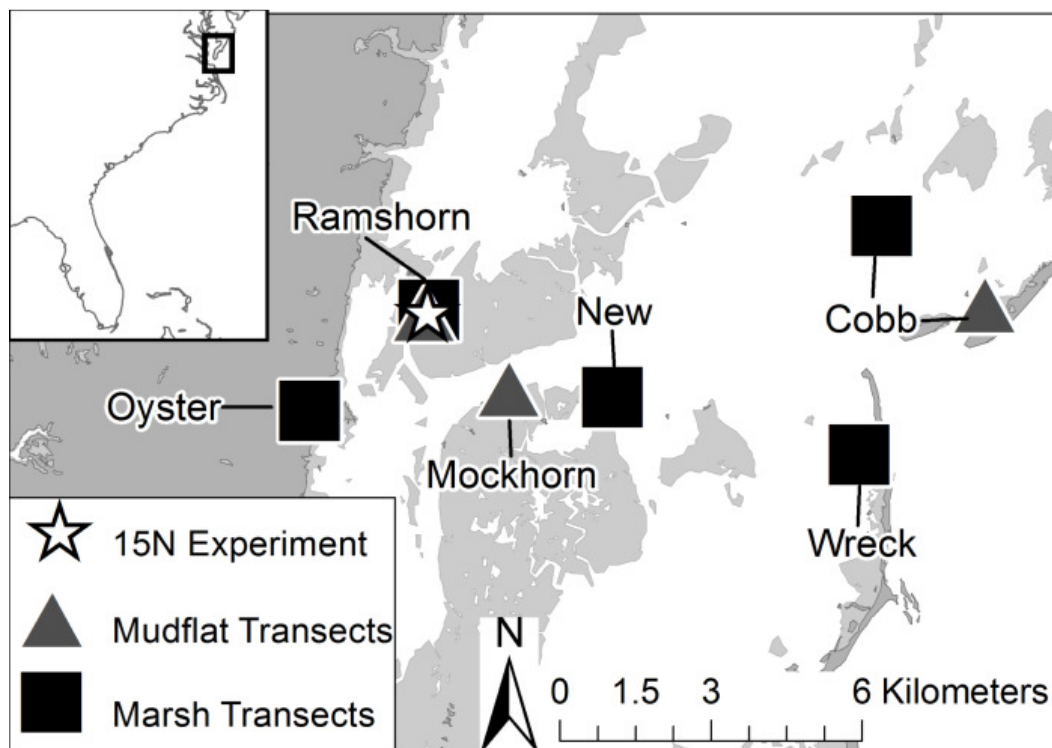 Ramshorn
New
Cobb
Oyster
Mockhorn
Wreck
15N Experiment
Mudflat Transects
Marsh Transects
N
0 1.5 3 6 Kilometers